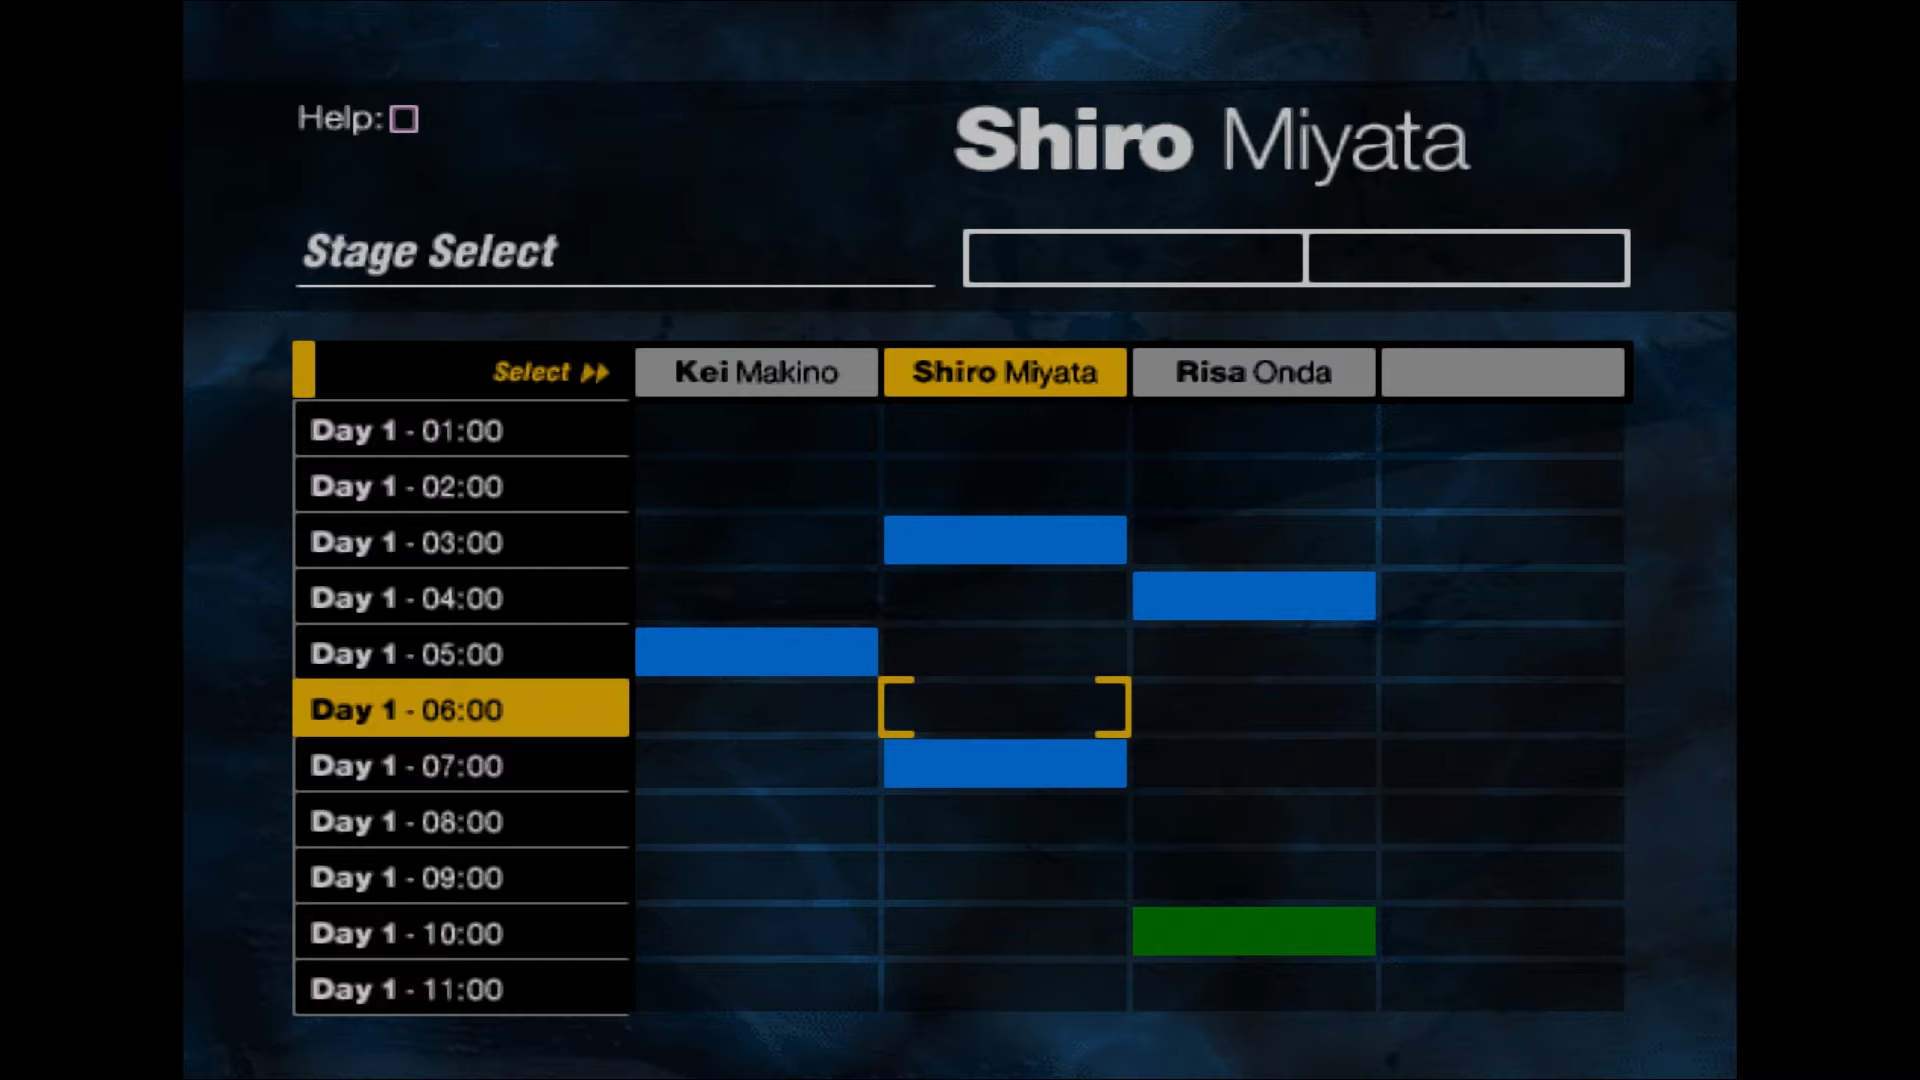 Help:
Shiro Miyata
Stage Select
Select
Kei Makino
Shiro Miyata
Risa Onda
Day 1 - 01:00
Day 1 - 02:00
Day 1 - 03:00
Day 1 - 04:00
Day 1 - 05:00
Day 1 - 06:00
Day 1 - 07:00
Day 1 - 08:00
Day 1 - 09:00
Day 1 - 10:00
Day 1 - 11:00